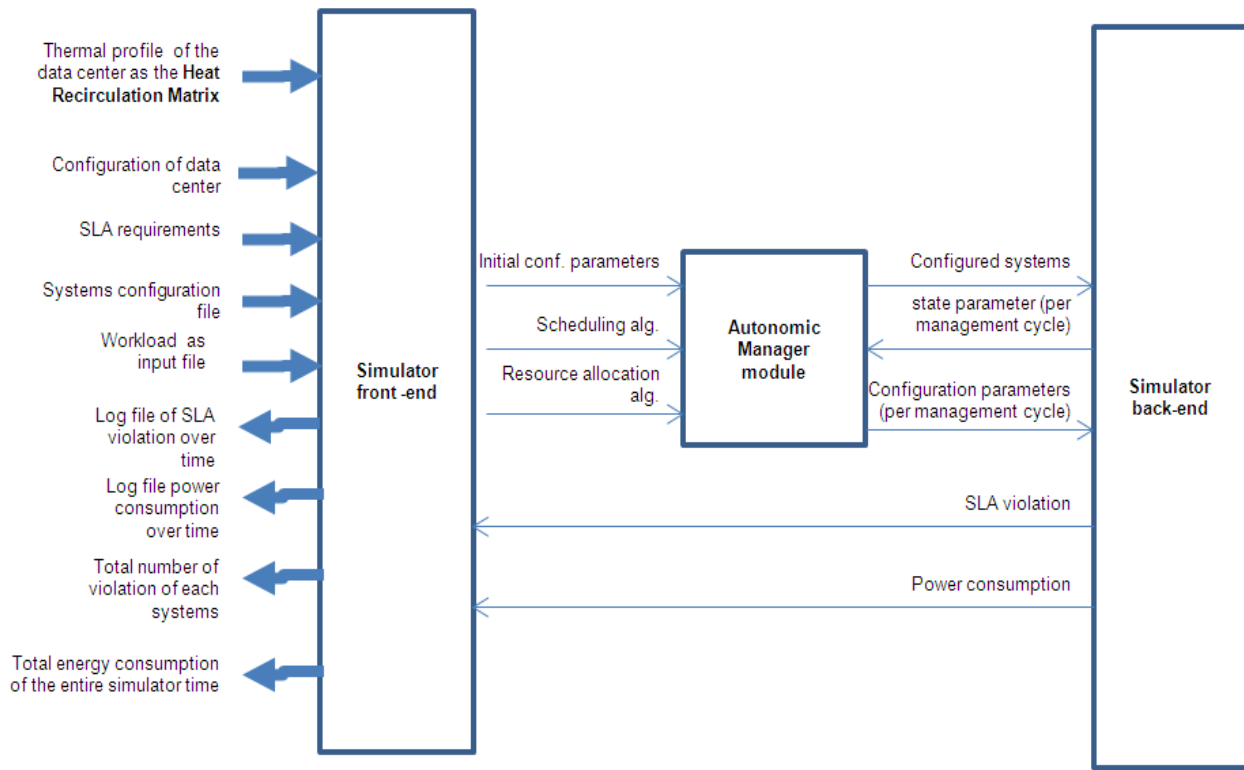 Thermal profile of the
data center as the Heat
Recirculation Matrix
Configuration of data
center
SLA requirements
Systems configuration
file
Workload as
input file
Log file of SLA
violation over
time
Log file power
consumption
over time
Total number of
violation of each
systems
Total energy consumption
of the entire simulator time
Simulator
front -end
Initial conf. parameters
Scheduling alg.
Resource allocation
alg.
Autonomic
Manager
module
Configured systems
state parameter (per
management cycle)
Configuration parameters
(per management cycle)
SLA violation
Power consumption
Simulator
back-end